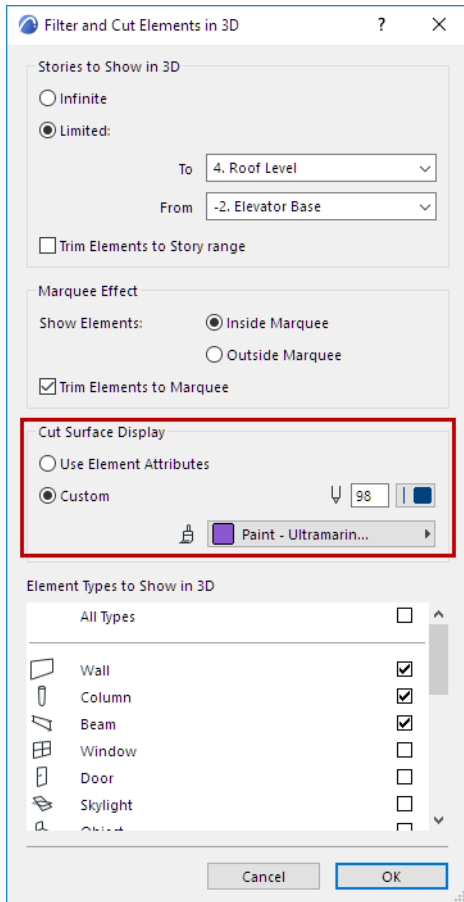 Filter and Cut Elements in 3D ?
Stories to Show in 3D
Infinite
Limited:
To 4. Roof Level
From -2. Elevator Base
Trim Elements to Story range
Marquee Effect
Show Elements: Inside Marquee
Outside Marquee
Trim Elements to Marquee
Cut Surface Display
Use Element Attributes
Custom 98
Paint - Ultramarin...
Element Types to Show in 3D
All Types
Wall
Column
Beam
Window
Door
Skylight
Cancel OK